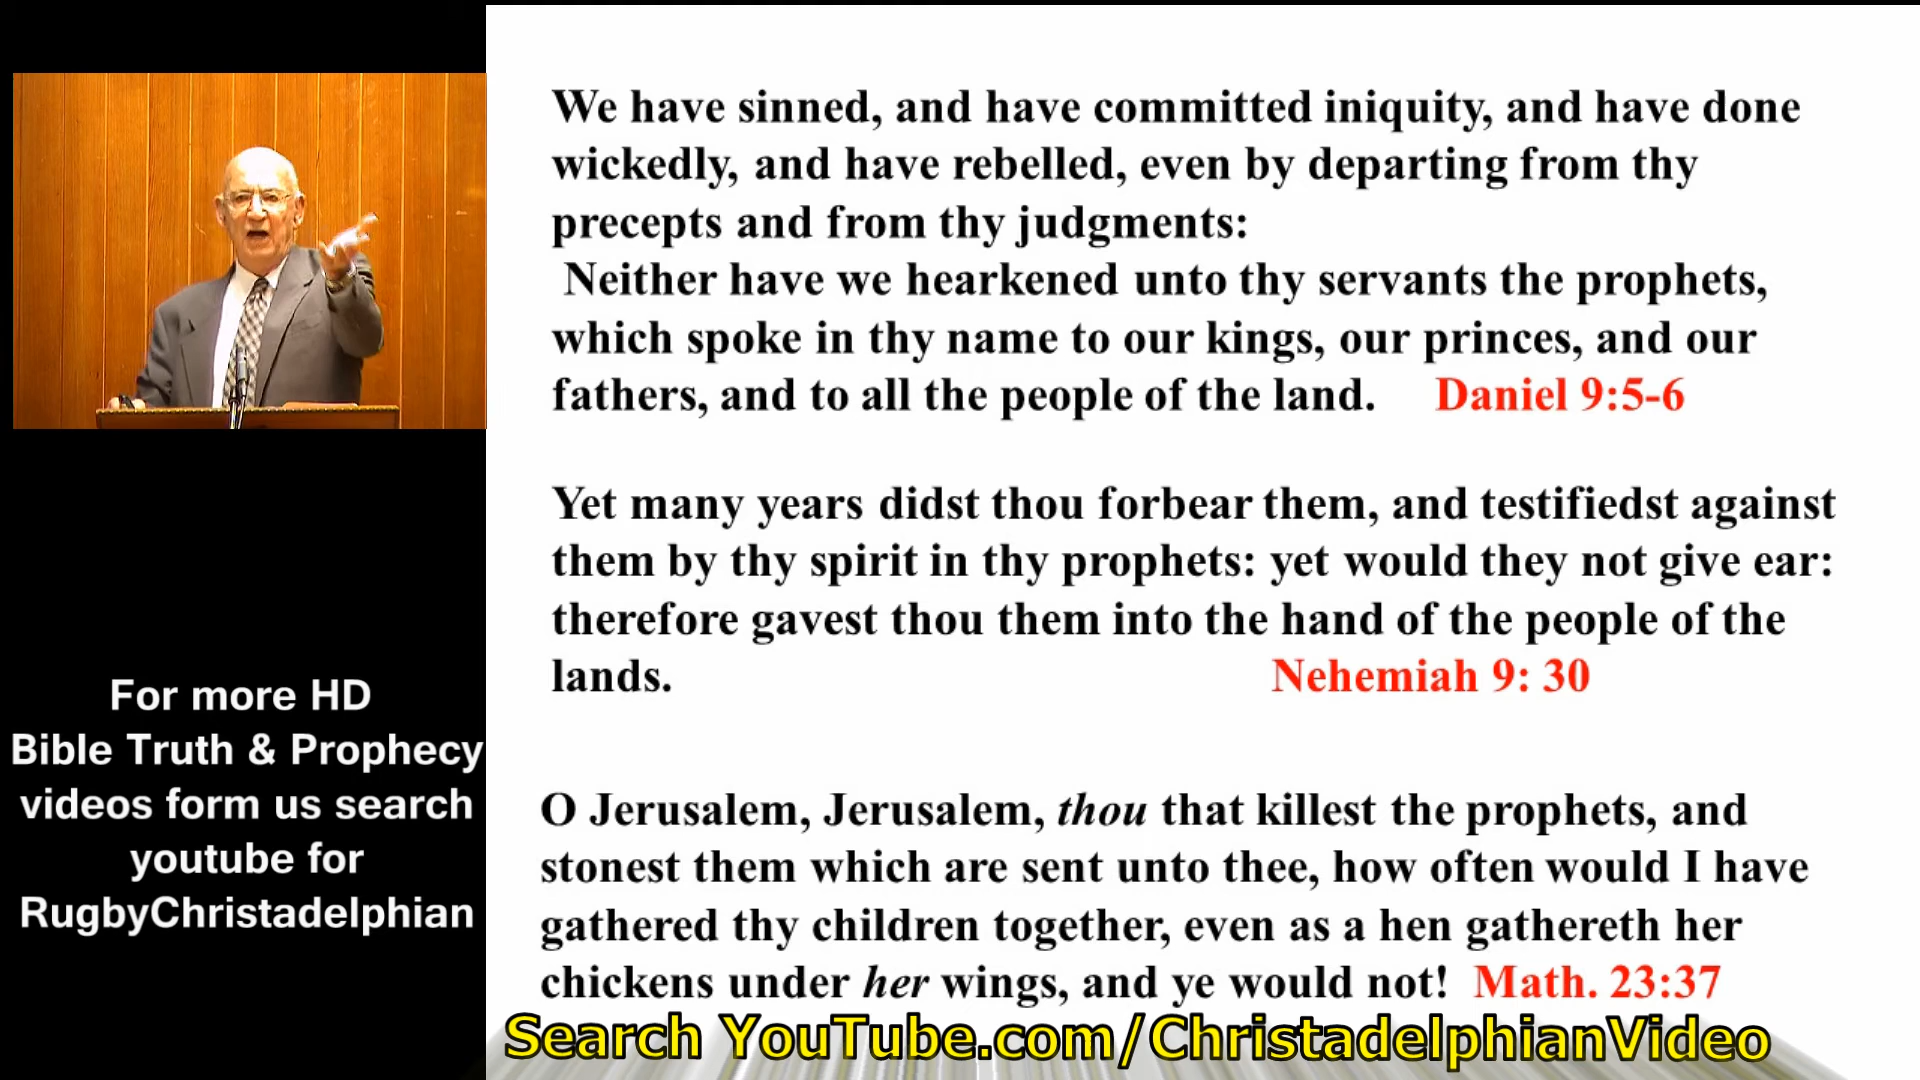 We have sinned, and have committed iniquity, and have done
wickedly, and have rebelled, even by departing from thy
precepts and from thy judgments:
Neither have we hearkened unto thy servants the prophets,
which spoke in thy name to our kings, our princes, and our
fathers, and to all the people of the land. Daniel 9:5-6
Yet many years didst thou forbear them, and testifiedst against
them by thy spirit in thy prophets: yet would they not give ear:
therefore gavest thou them into the hand of the people of the
lands. Nehemiah 9: 30
O Jerusalem, Jerusalem, thou that killest the prophets, and
stonest them which are sent unto thee, how often would I have
gathered thy children together, even as a hen gathereth her
chickens under her wings, and ye would not! Math. 23:37
For more HD
Bible Truth & Prophecy
videos form us search
youtube for
RugbyChristadelphian
Search YouTube.com/ChristadelphianVideo